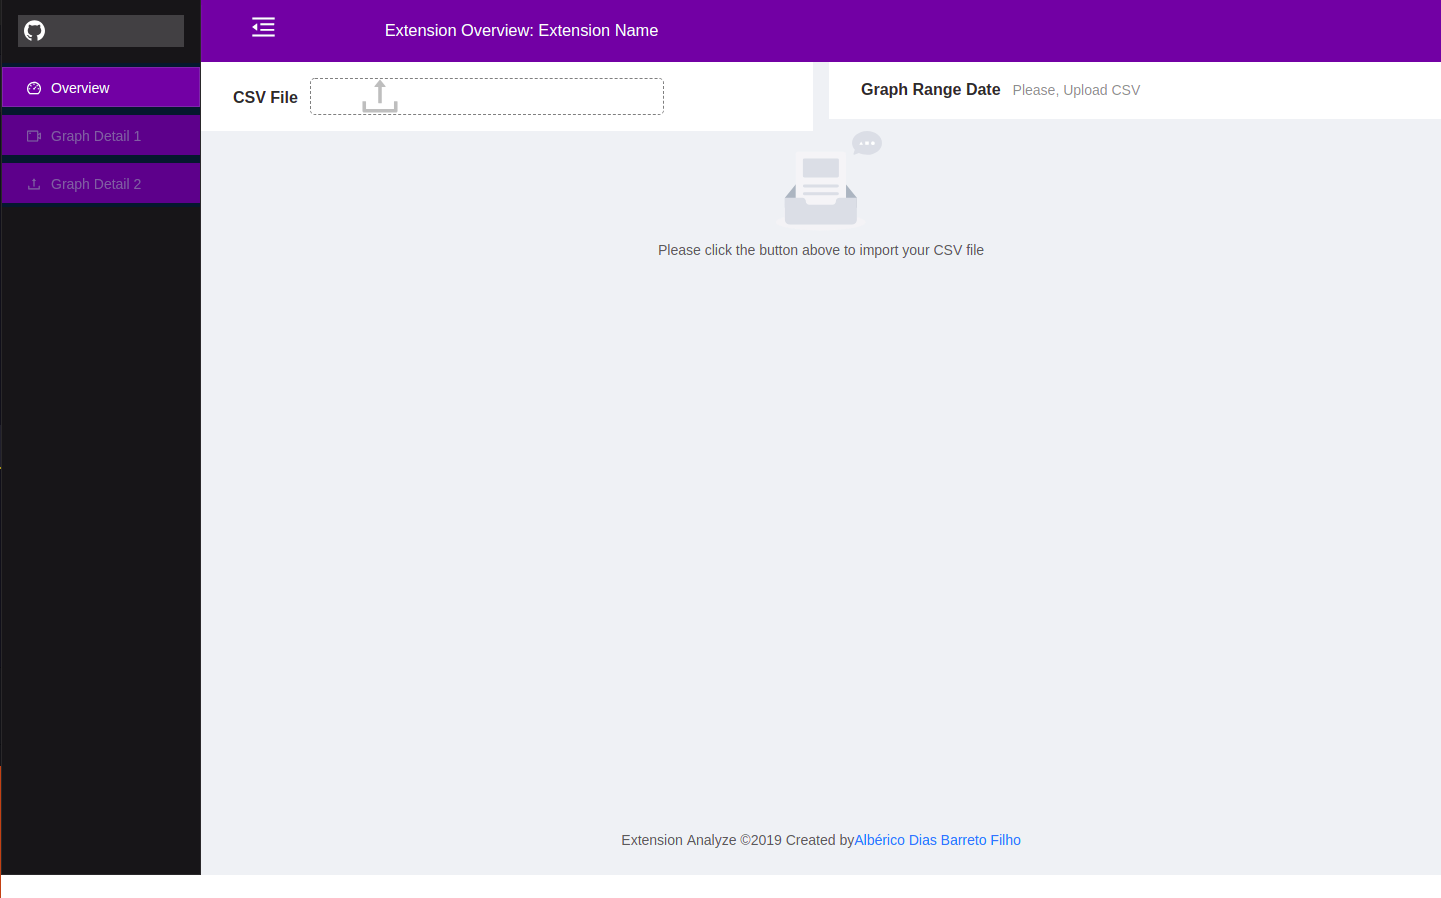 Extension Overview: Extension Name
Overview
Graph Detail 1
Graph Detail 2
CSV File
Graph Range Date Please, Upload CSV
Please click the button above to import your CSV file
Extension Analyze ©2019 Created byAlbérico Dias Barreto Filho